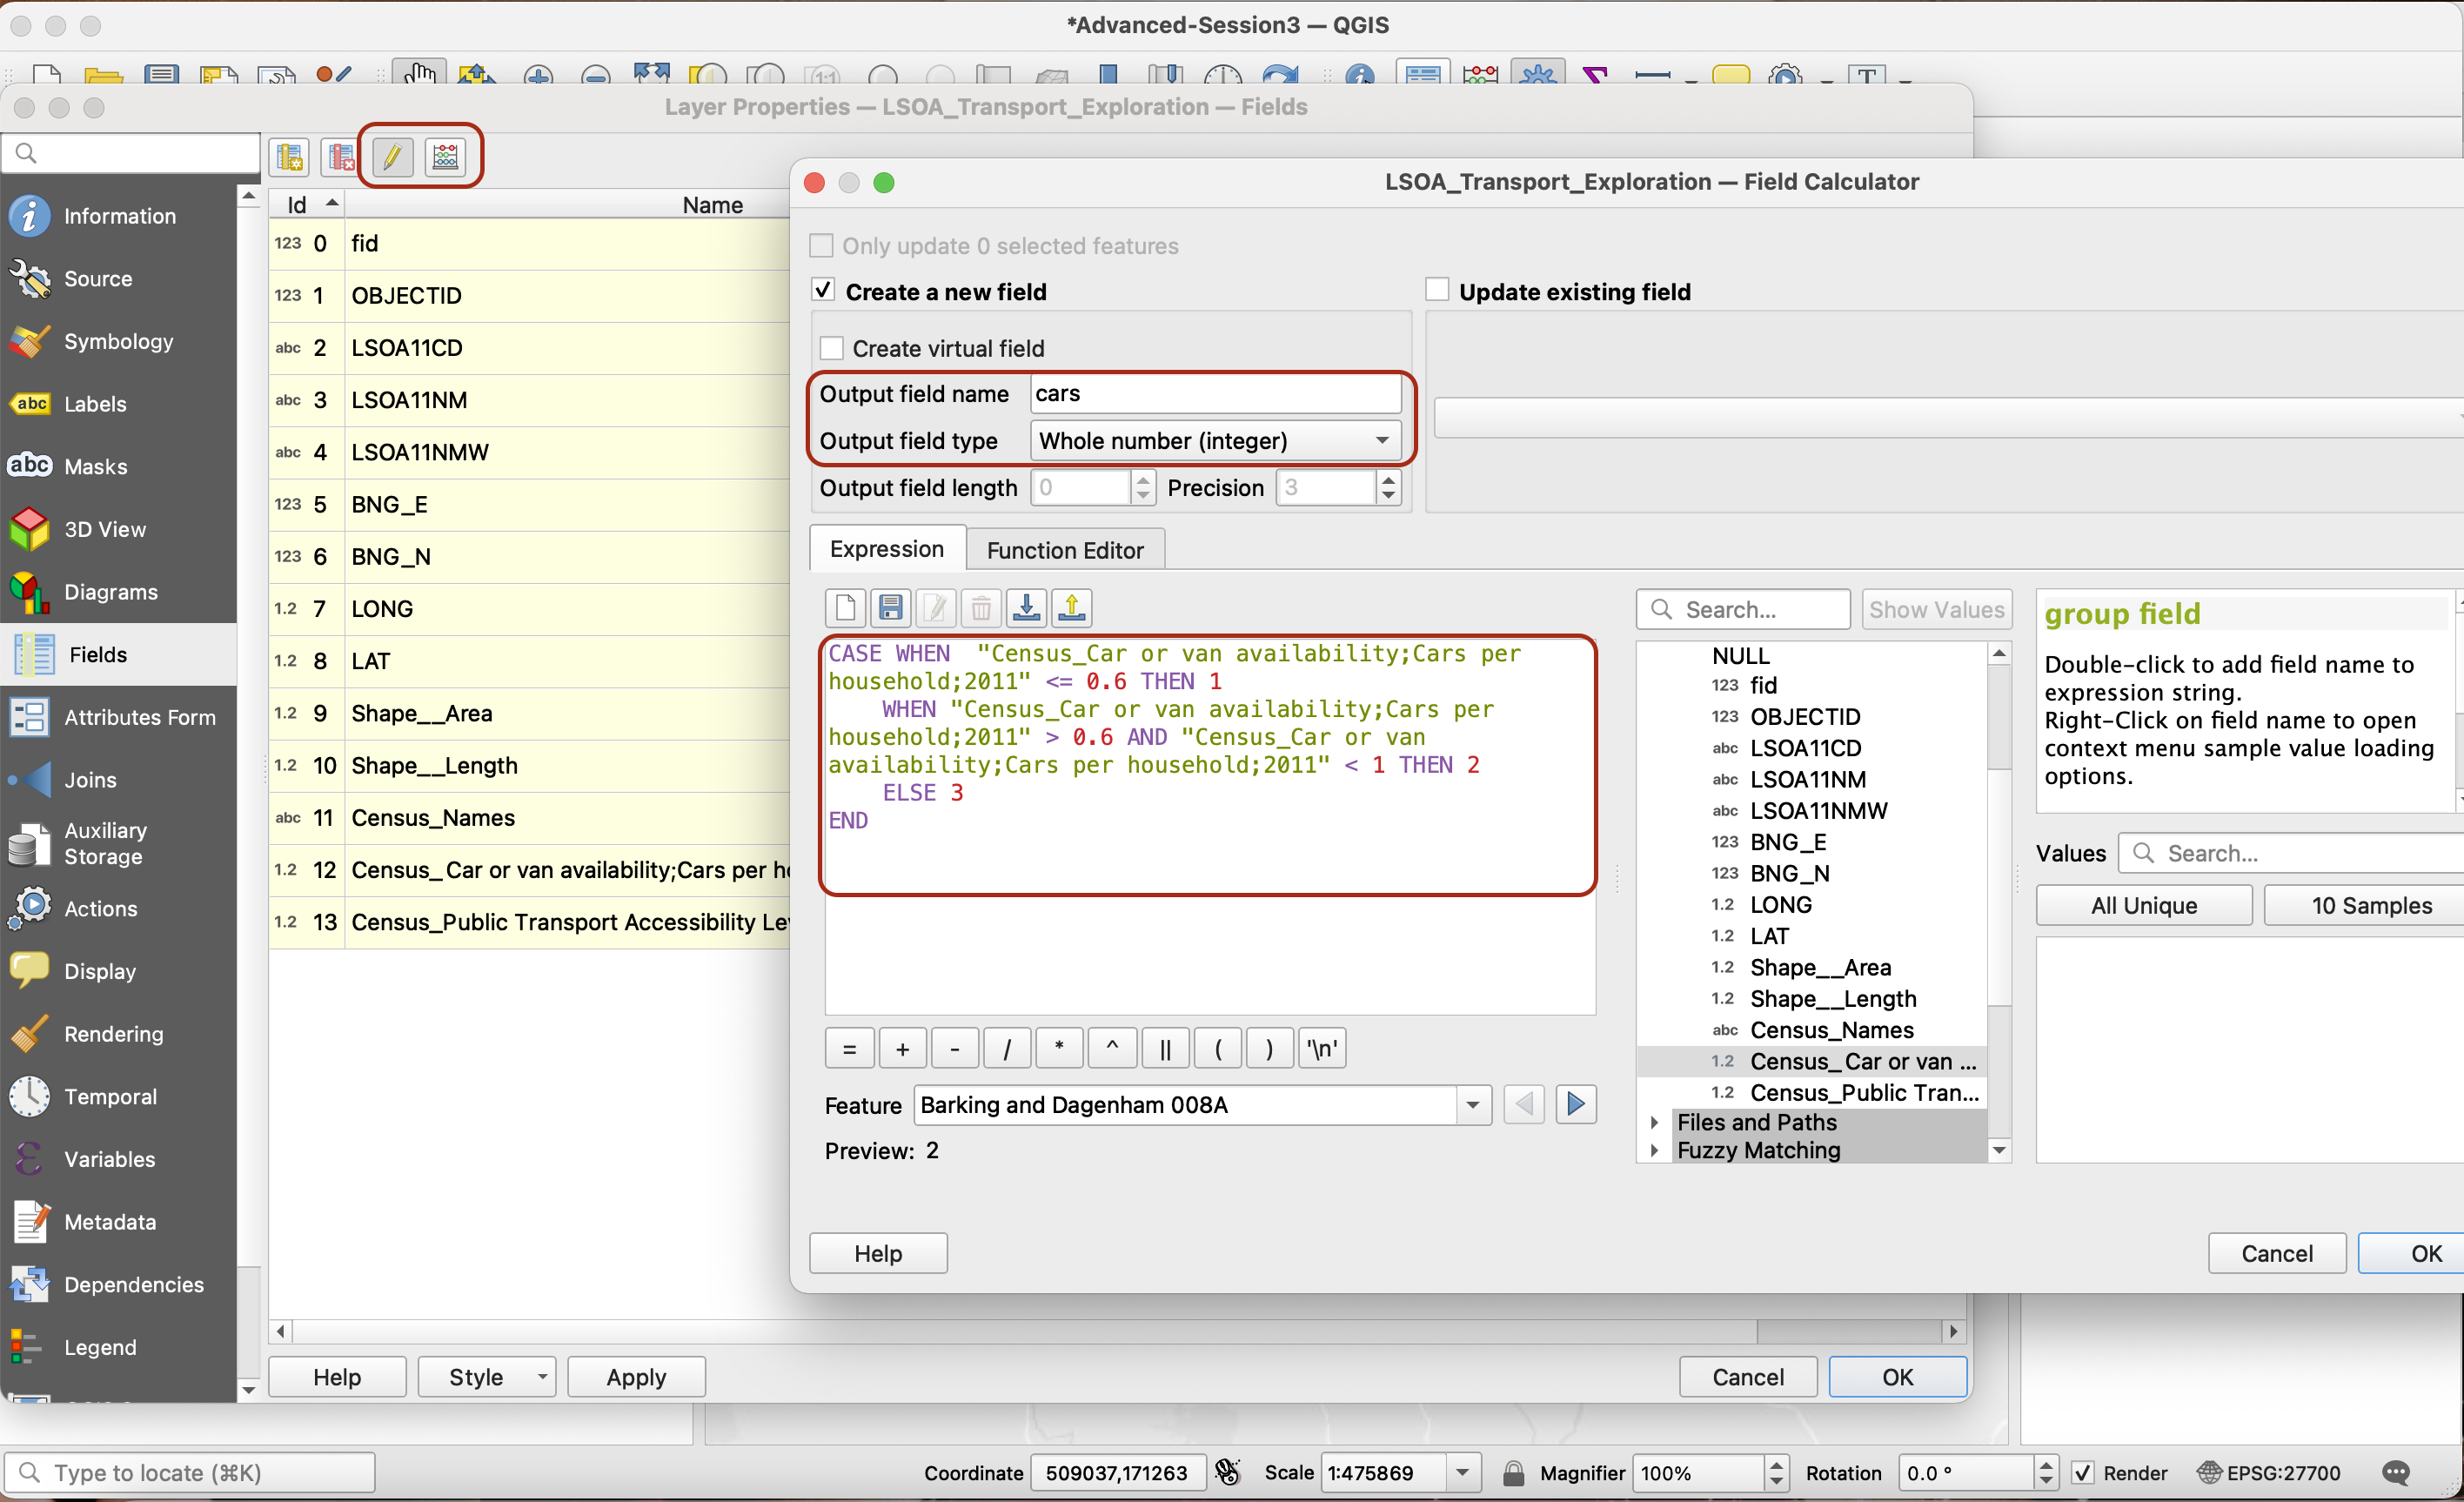 *Advanced-Session3 — QGIS
Layer Properties — LSOA_Transport_Exploration — Fields
Information
Source
Symbology
abc Labels
abc Masks
3D View
Diagrams
Fields
Attributes Form
Joins
Auxiliary
Storage
Actions
Display
Rendering
Temporal
Variables
Metadata
Dependencies
Legend
Id Name
123 0 fid
123 1 OBJECTID
abc 2 LSOA11CD
abc 3 LSOA11NM
abc 4 LSOA11NMW
123 5 BNG_E
123 6 BNG_N
1.2 7 LONG
1.2 8 LAT
1.2 9 Shape__Area
1.2 10 Shape__Length
abc 11 Census_Names
1.2 12 Census_Car or van availability;Cars per h
1.2 13 Census_Public Transport Accessibility Le
Help Style Apply
Cancel OK
LSOA_Transport_Exploration — Field Calculator
Only update 0 selected features
Create a new field
Update existing field
Create virtual field
Output field name cars
Output field type Whole number (integer)
Output field length 0 Precision 3
Expression Function Editor
CASE WHEN  "Census_Car or van availability;Cars per
household;2011" <= 0.6 THEN 1
WHEN "Census_Car or van availability;Cars per
household;2011" > 0.6 AND "Census_Car or van
availability;Cars per household;2011" < 1 THEN 2
ELSE 3
END
= + - / * ^ || ( ) '\n'
Feature Barking and Dagenham 008A
Preview: 2
Help
Search... Show Values
NULL
123 fid
123 OBJECTID
abc LSOA11CD
abc LSOA11NM
abc LSOA11NMW
123 BNG_E
123 BNG_N
1.2 LONG
1.2 LAT
1.2 Shape__Area
1.2 Shape__Length
abc Census_Names
1.2 Census_Car or van ...
1.2 Census_Public Tran...
Files and Paths
Fuzzy Matching
group field
Double-click to add field name to
expression string.
Right-Click on field name to open
context menu sample value loading
options.
Values Search...
All Unique 10 Samples
Cancel OK
Type to locate (⌘K)
Coordinate 509037,171263 Scale 1:475869 Magnifier 100% Rotation 0.0 ° Render EPSG:27700